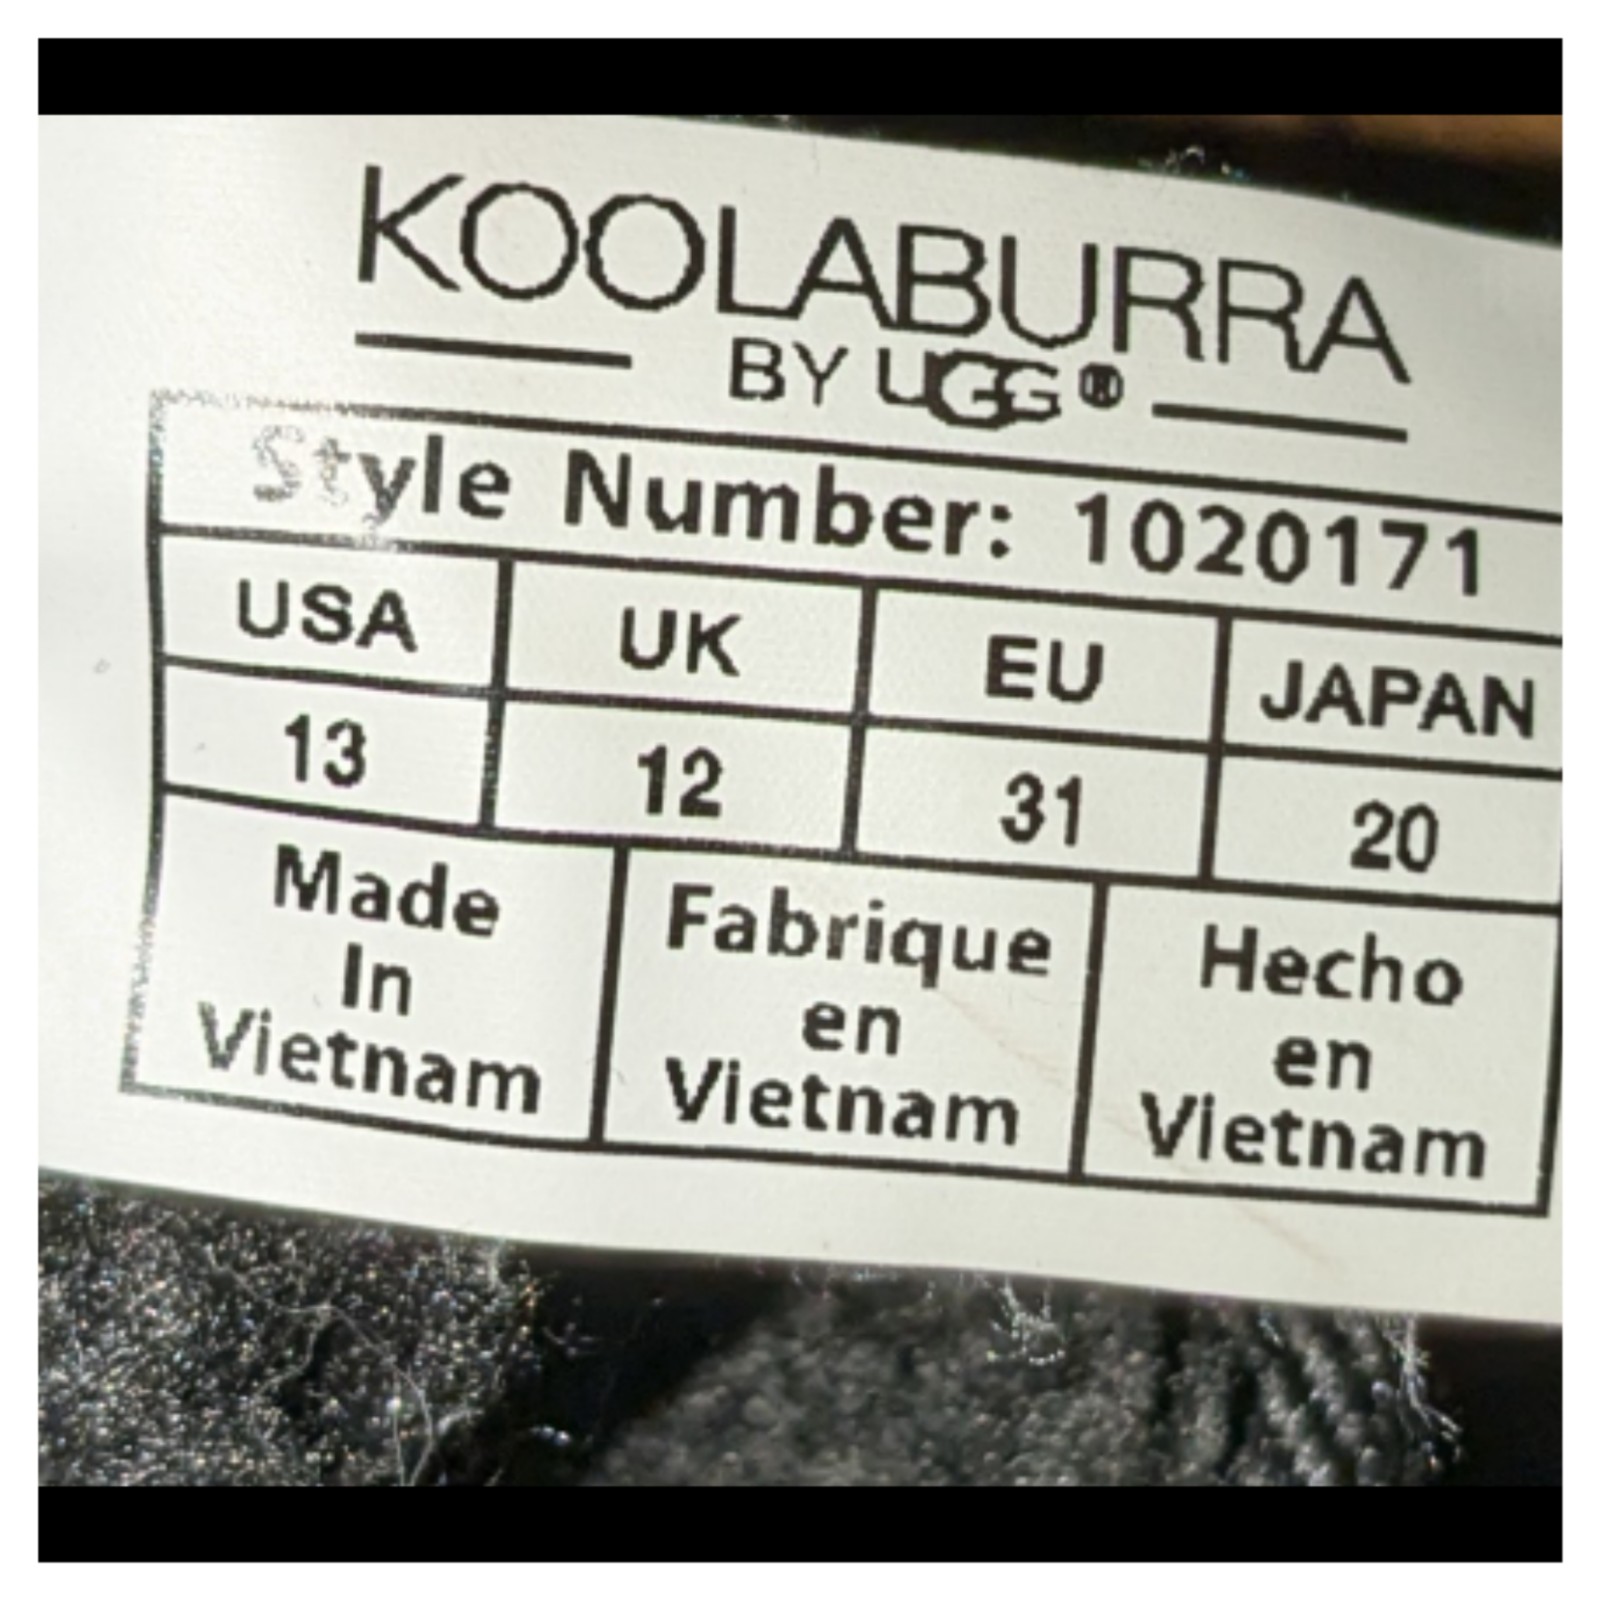 KOOLABURRA
BY UGG®
Style Number: 1020171
USA UK EU JAPAN
13 12 31 20
Made In Vietnam
Fabrique en Vietnam
Hecho en Vietnam